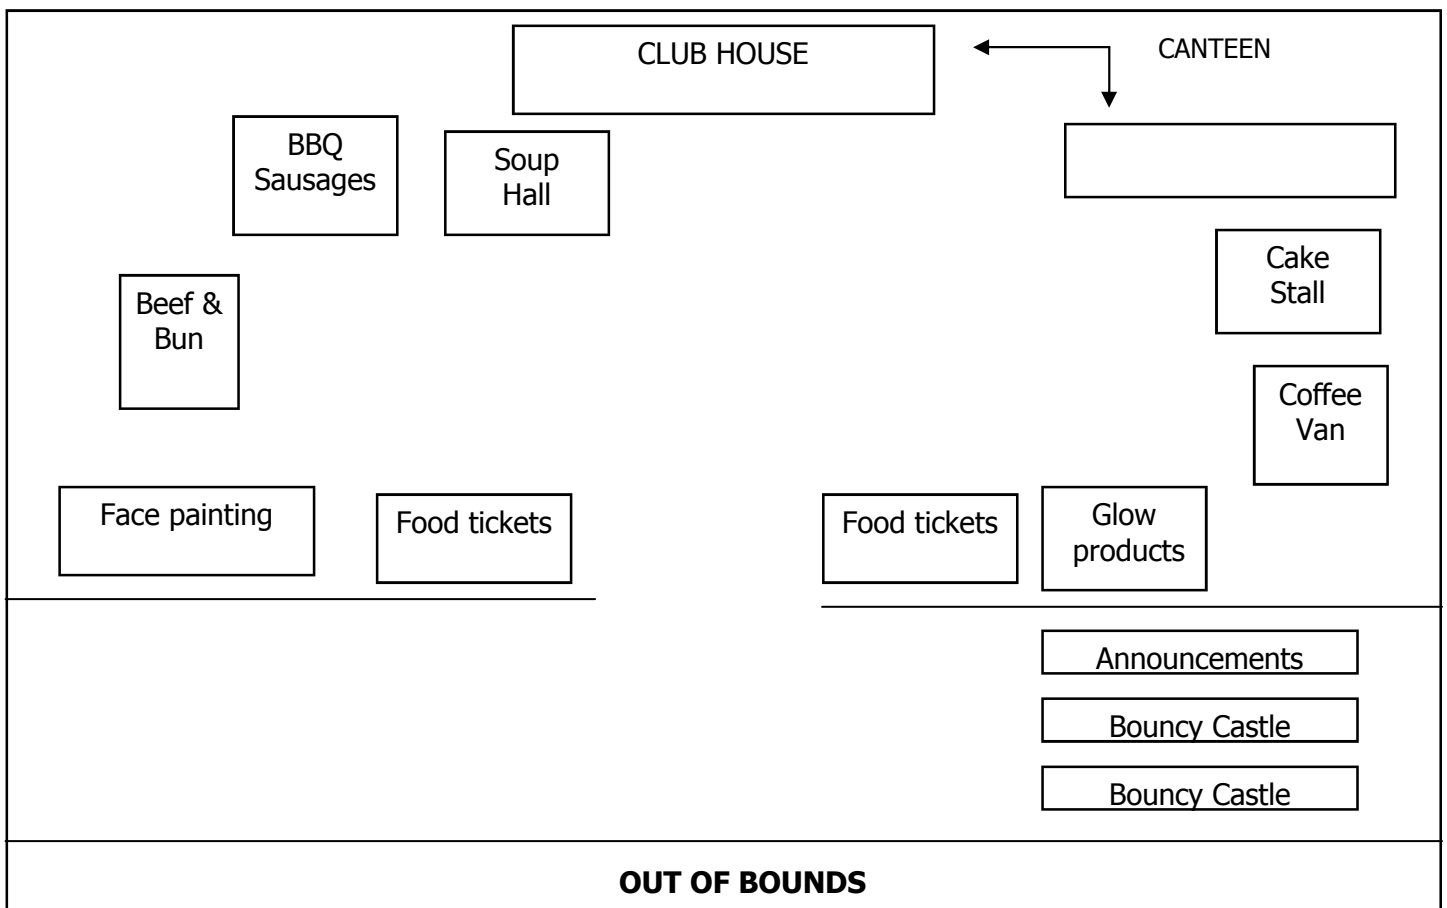 CLUB HOUSE
CANTEEN
BBQ
Sausages
Soup
Hall
Cake
Stall
Beef &
Bun
Coffee
Van
Face painting
Food tickets
Food tickets
Glow
products
Announcements
Bouncy Castle
Bouncy Castle
OUT OF BOUNDS